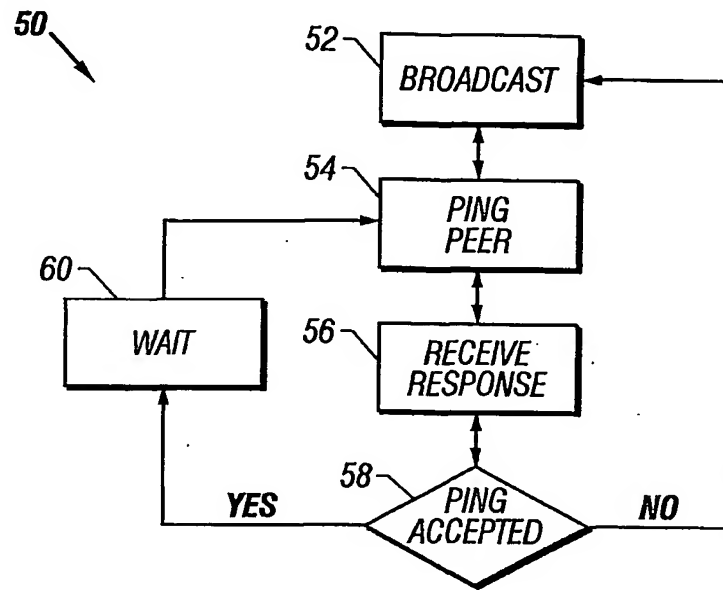 50
52
BROADCAST
54
PING
PEER
60
WAIT
56
RECEIVE
RESPONSE
58
PING
ACCEPTED
YES
NO